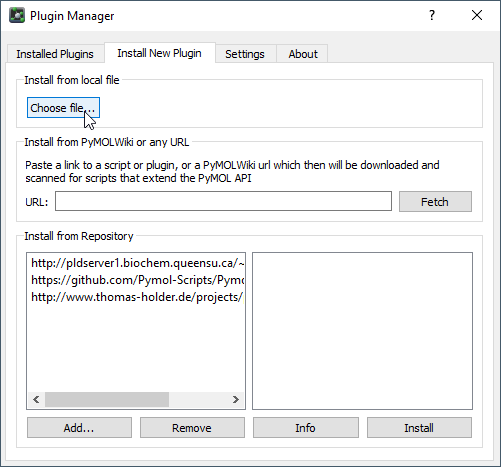 Plugin Manager
?
Installed Plugins Install New Plugin Settings About
Install from local file
Choose file...
Install from PyMOLWiki or any URL
Paste a link to a script or plugin, or a PyMOLWiki url which then will be downloaded and
scanned for scripts that extend the PyMOL API
URL: Fetch
Install from Repository
http://pldserver1.biochem.queensu.ca/~
https://github.com/Pymol-Scripts/Pymo
http://www.thomas-holder.de/projects/
Add... Remove Info Install